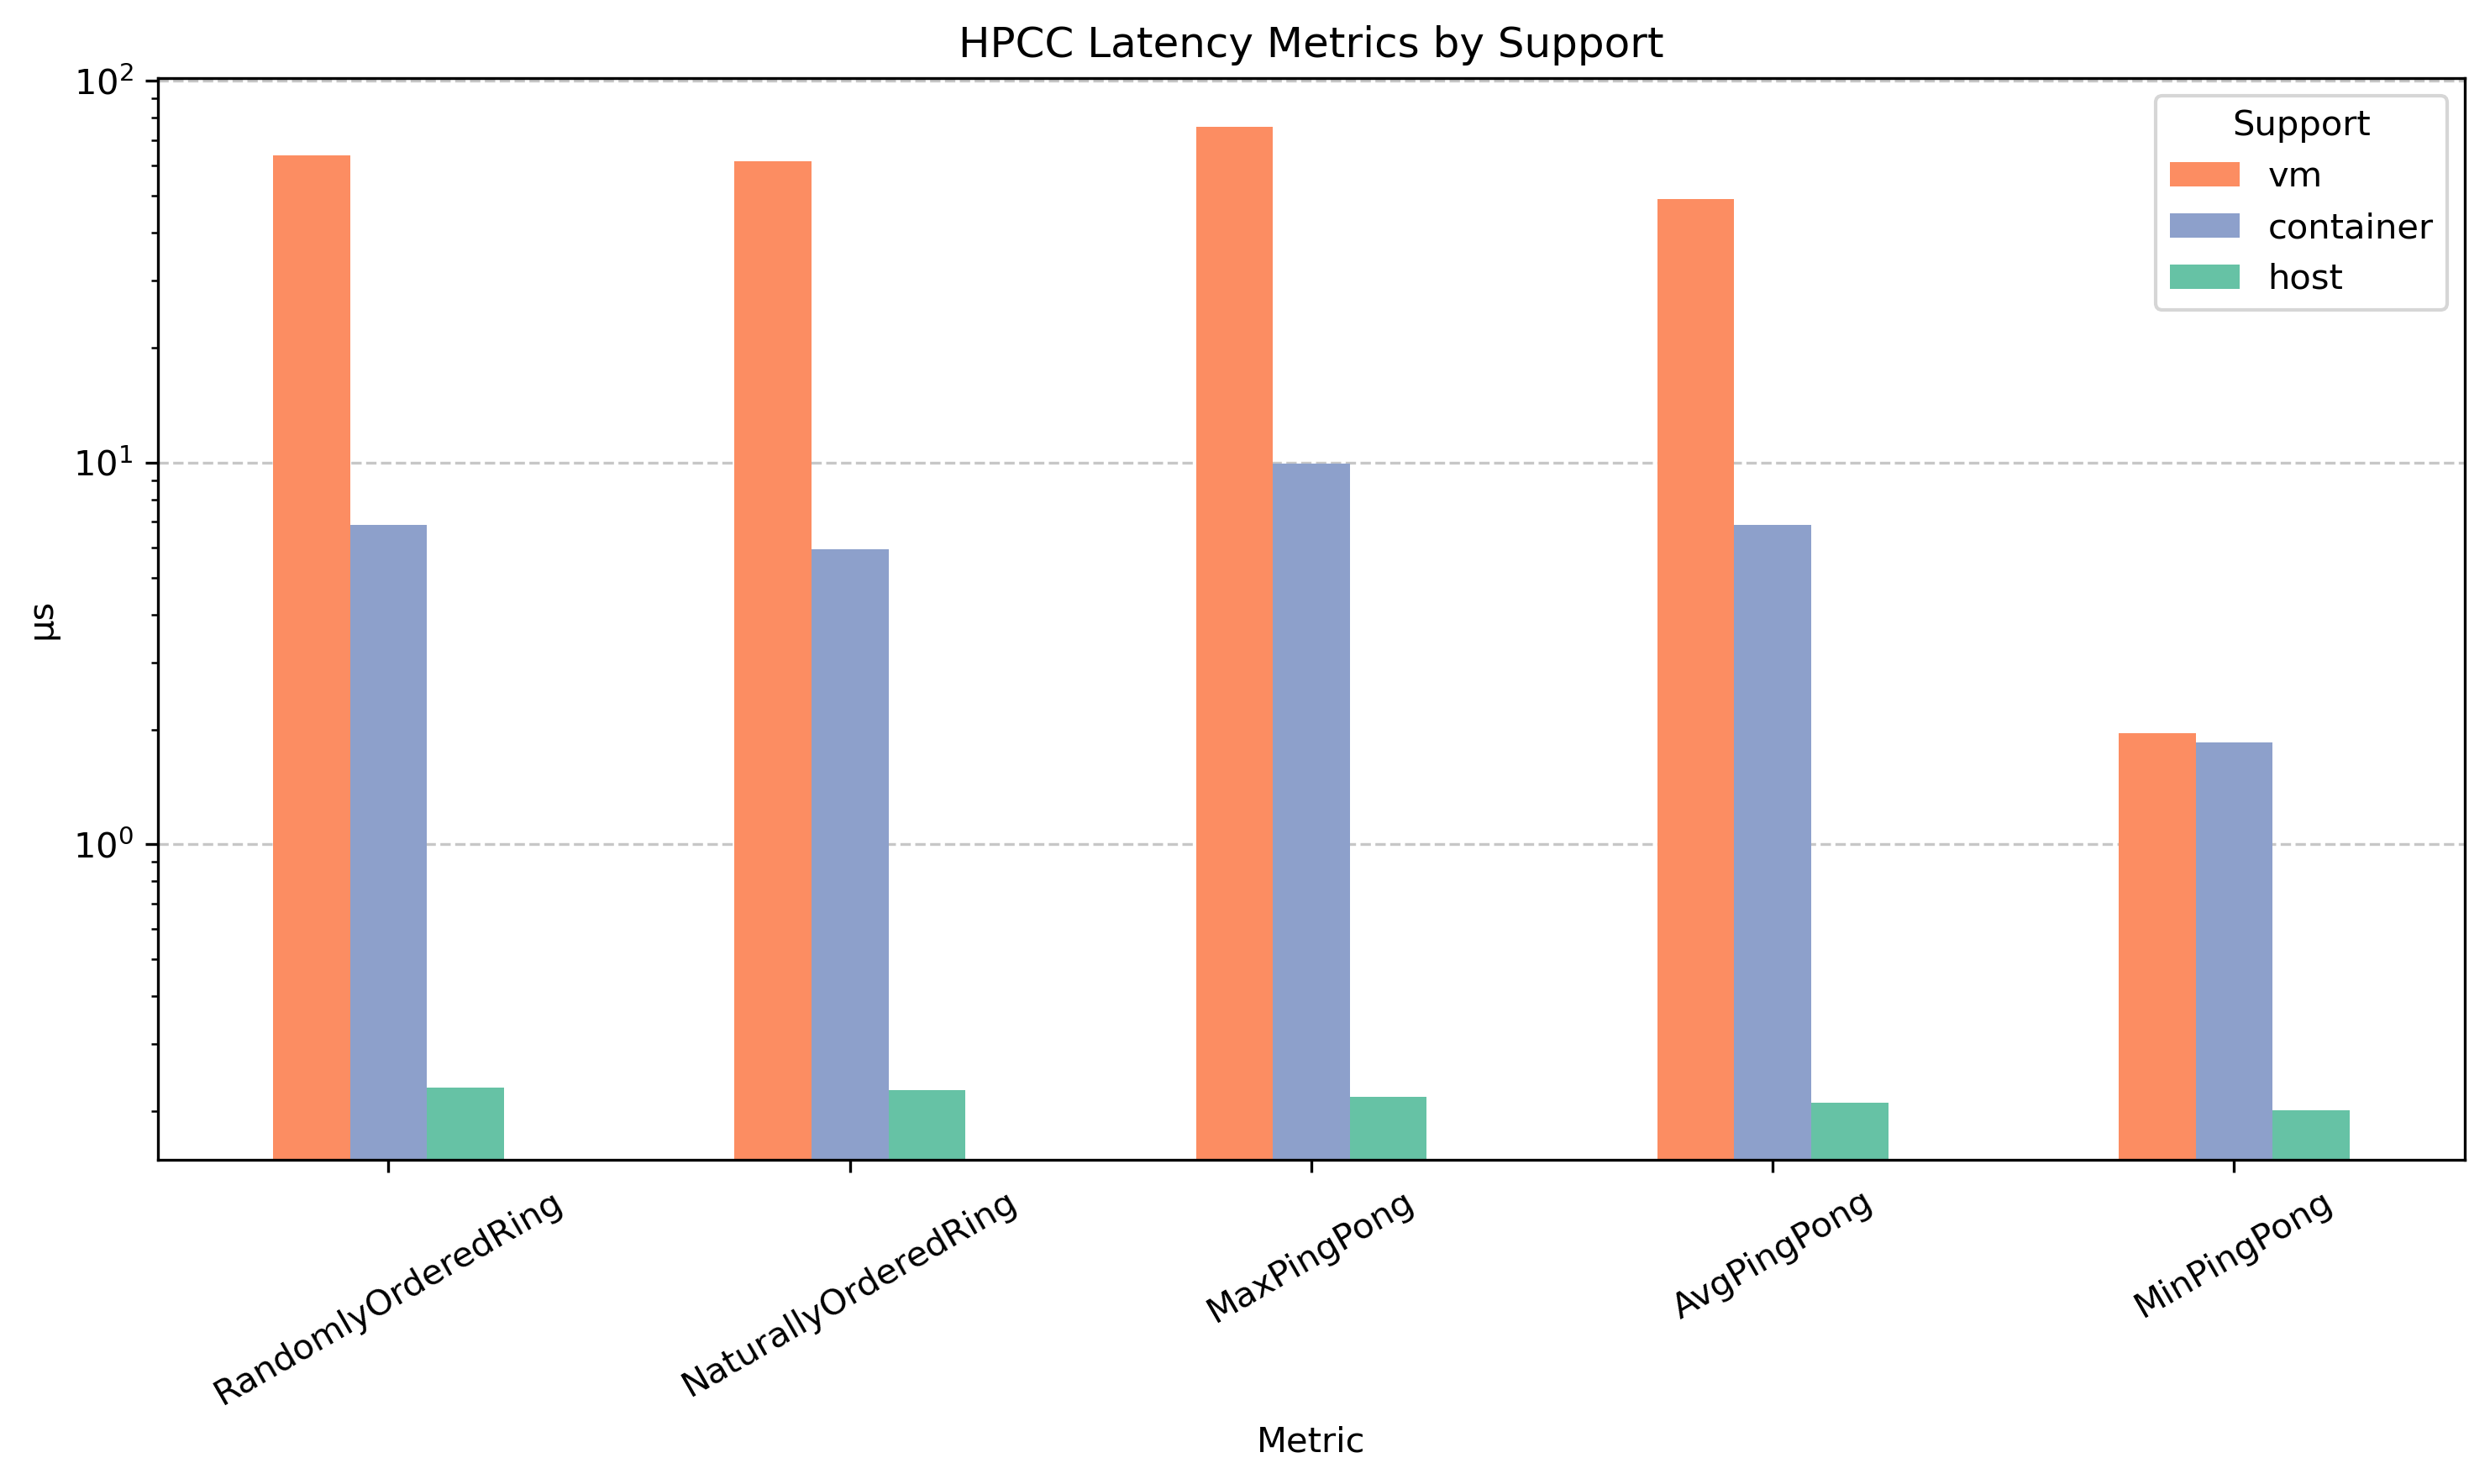 HPCC Latency Metrics by Support
10²
10¹
10⁰
µs
Support
vm
container
host
RandomlyOrderedRing
NaturallyOrderedRing
MaxPingPong
AvgPingPong
MinPingPong
Metric